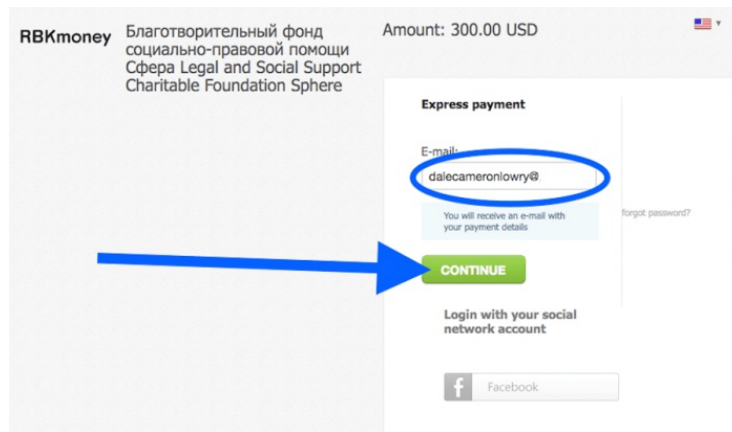 RBKmoney
Благотворительный фонд
социально-правовой помощи
Сфера Legal and Social Support
Charitable Foundation Sphere
Amount: 300.00 USD
Express payment
E-mail:
dalecameronlowry@
You will receive an e-mail with
your payment details
forgot password?
CONTINUE
Login with your social
network account
f Facebook